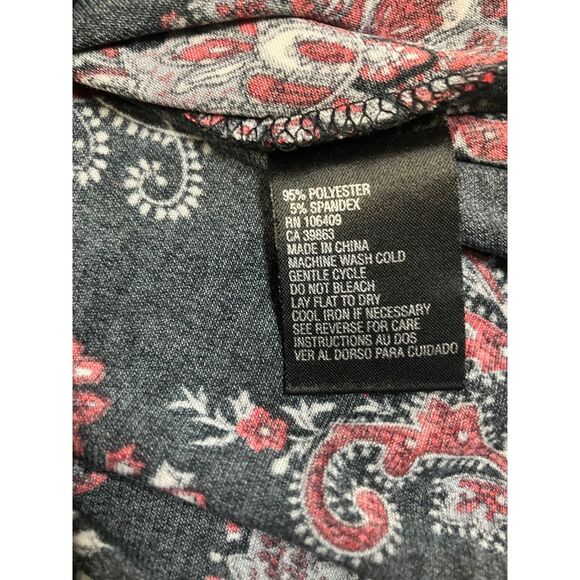 95% POLYESTER
5% SPANDEX
RN 106409
CA 39863
MADE IN CHINA
MACHINE WASH COLD
GENTLE CYCLE
DO NOT BLEACH
LAY FLAT TO DRY
COOL IRON IF NECESSARY
SEE REVERSE FOR CARE
INSTRUCTIONS AU DOS
VER AL DORSO PARA CUIDADO